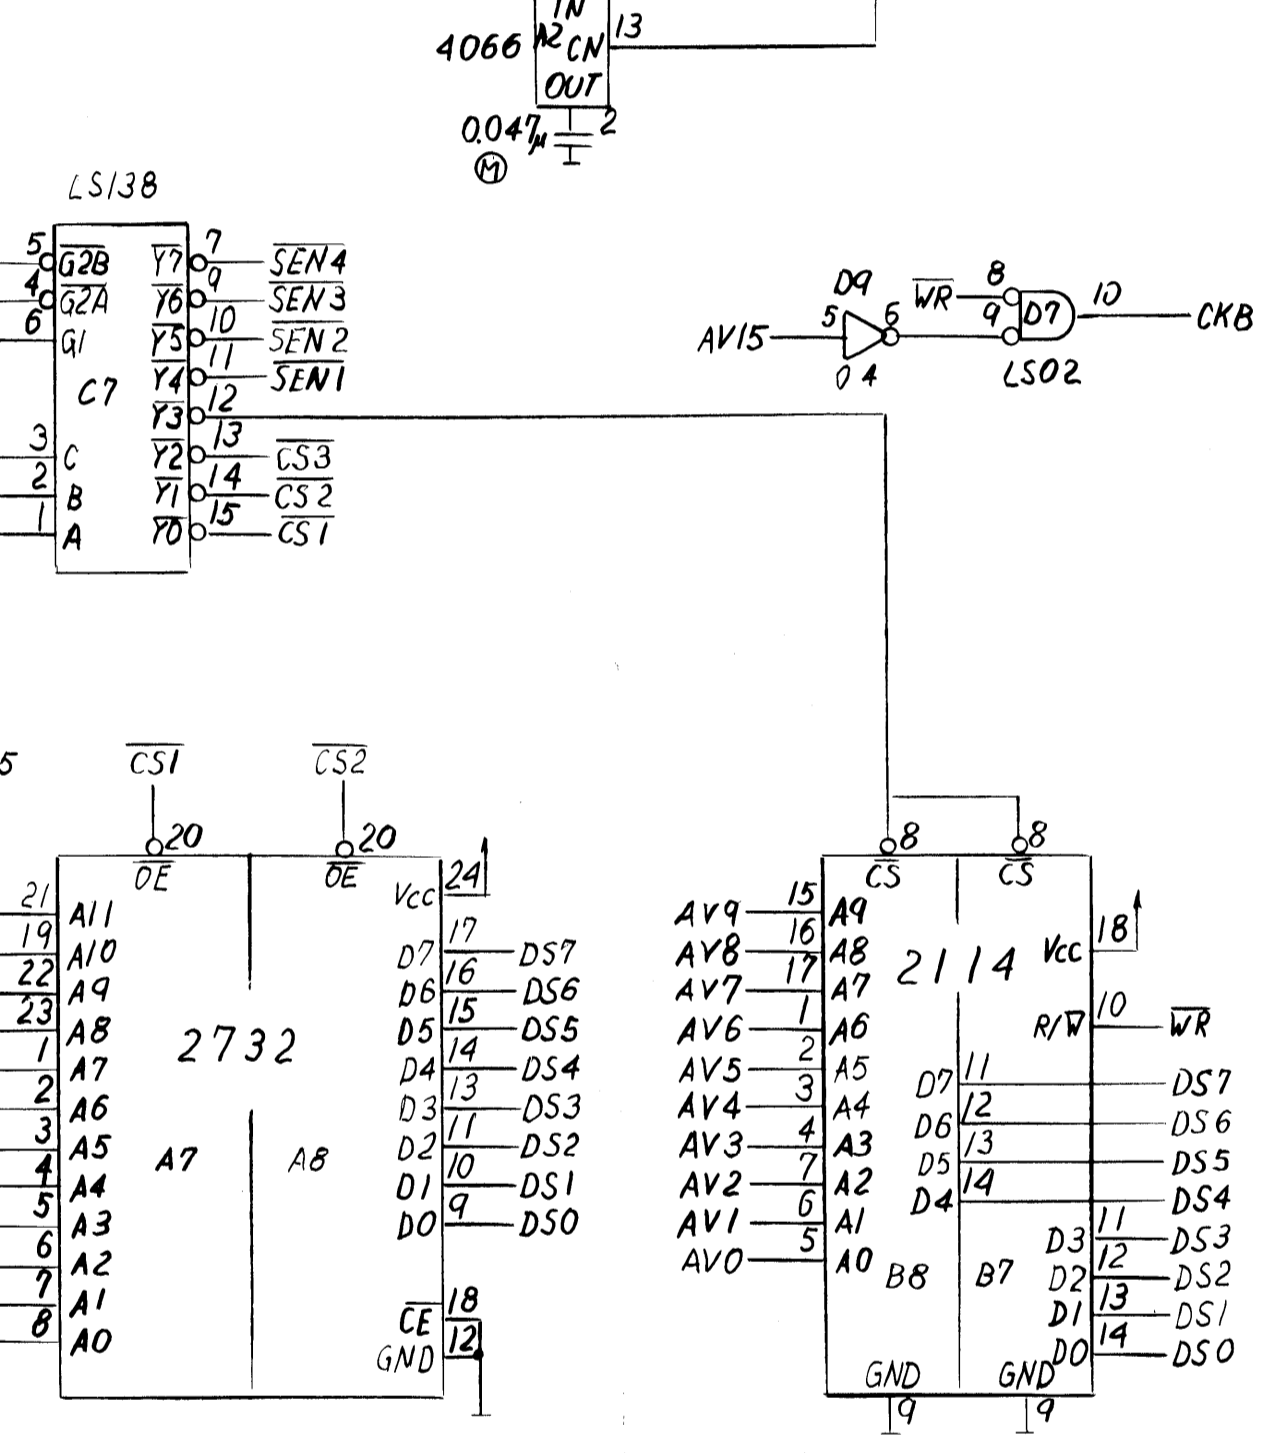 IN
4066 A2 CN 13
OUT
0.047µ 2
M
LS138
5 G2B Y7 7 SEN4
4 G2A Y6 9 SEN3
6 G1 Y5 10 SEN2
Y4 11 SEN1
C7
Y3 12
3 C Y2 13 CS3
2 B Y1 14 CS2
1 A Y0 15 CS1
D9
AV15 5 6
04
WR 8
9 D7 10 CKB
LS02
5
CS1 CS2
20 20
OE OE
Vcc 24
21 A11
19 A10 D7 17 DS7
22 A9 D6 16 DS6
23 A8 D5 15 DS5
2732
1 A7 D4 14 DS4
2 A6 D3 13 DS3
3 A5 D2 11 DS2
A7 A8
4 A4 D1 10 DS1
5 A3 D0 9 DS0
6 A2
7 A1 CE 18
8 A0 GND 12
8 8
CS CS
AV9 15 A9
AV8 16 A8 2114 Vcc 18
AV7 17 A7
AV6 1 A6 R/W 10 WR
AV5 2 A5 D7 11 DS7
AV4 3 A4 D6 12 DS6
AV3 4 A3 D5 13 DS5
AV2 7 A2 D4 14 DS4
AV1 6 A1 D3 11 DS3
AV0 5 A0 B8 B7 D2 12 DS2
D1 13 DS1
D0 14 DS0
GND GND
9 9